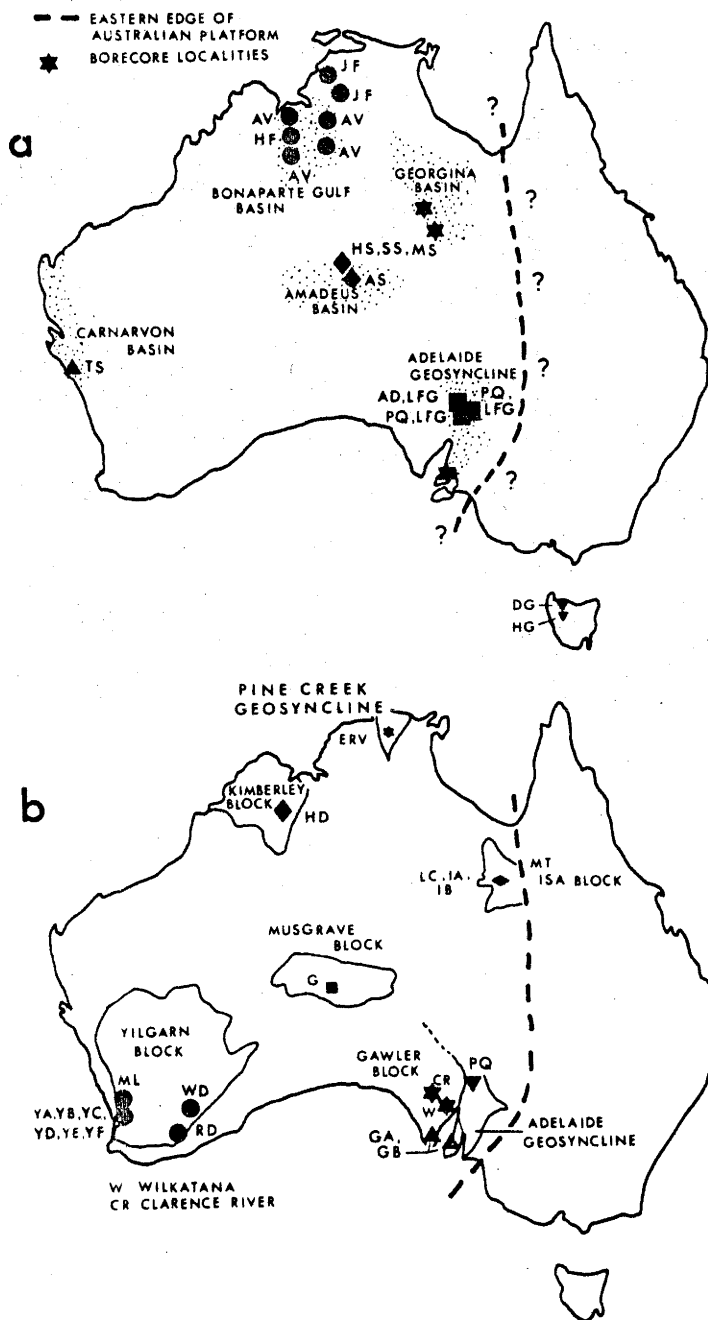 EASTERN EDGE OF
AUSTRALIAN PLATFORM
BORECORE LOCALITIES
a
JF
JF
AV
AV
HF
AV
AV
BONAPARTE GULF
BASIN
GEORGINA
BASIN
HS,SS,MS
AS
AMADEUS
BASIN
CARNARVON
BASIN
TS
ADELAIDE
GEOSYNCLINE
AD,LFG
PQ,
LFG
PQ,LFG
?
?
?
?
?
?
DG
HG
b
PINE CREEK
GEOSYNCLINE
ERV
KIMBERLEY
BLOCK
HD
LC,IA,
IB
MT
ISA BLOCK
MUSGRAVE
BLOCK
G
YILGARN
BLOCK
ML
WD
YA,YB,YC,
YD,YE,YF
RD
GAWLER
BLOCK
CR
PQ
W
GA,
GB
ADELAIDE
GEOSYNCLINE
W WILKATANA
CR CLARENCE RIVER